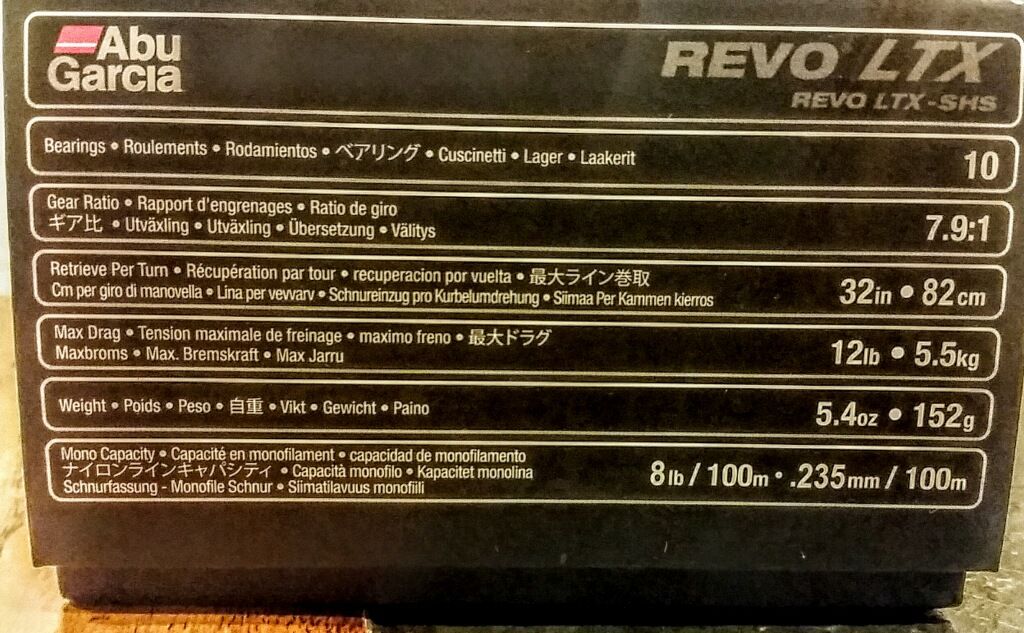 Abu
Garcia
REVO LTX
REVO LTX-SHS
Bearings • Roulements • Rodamientos • ベアリング • Cuscinetti • Lager • Laakerit
10
Gear Ratio • Rapport d'engrenages • Ratio de giro
ギア比 • Utväxling • Utväxling • Übersetzung • Välitys
7.9:1
Retrieve Per Turn • Récupération par tour • recuperacion por vuelta • 最大ライン巻取
Cm per giro di manovella • Lina per vevvarv • Schnureinzug pro Kurbelumdrehung • Siimaa Per Kammen kierros
32in • 82cm
Max Drag • Tension maximale de freinage • maximo freno • 最大ドラグ
Maxbroms • Max. Bremskraft • Max Jarru
12lb • 5.5kg
Weight • Poids • Peso • 自重 • Vikt • Gewicht • Paino
5.4oz • 152g
Mono Capacity • Capacité en monofilament • capacidad de monofilamento
ナイロンラインキャパシティ • Capacità monofilo • Kapacitet monolina
Schnurfassung - Monofile Schnur • Siimatilavuus monofiili
8lb / 100m • .235mm / 100m